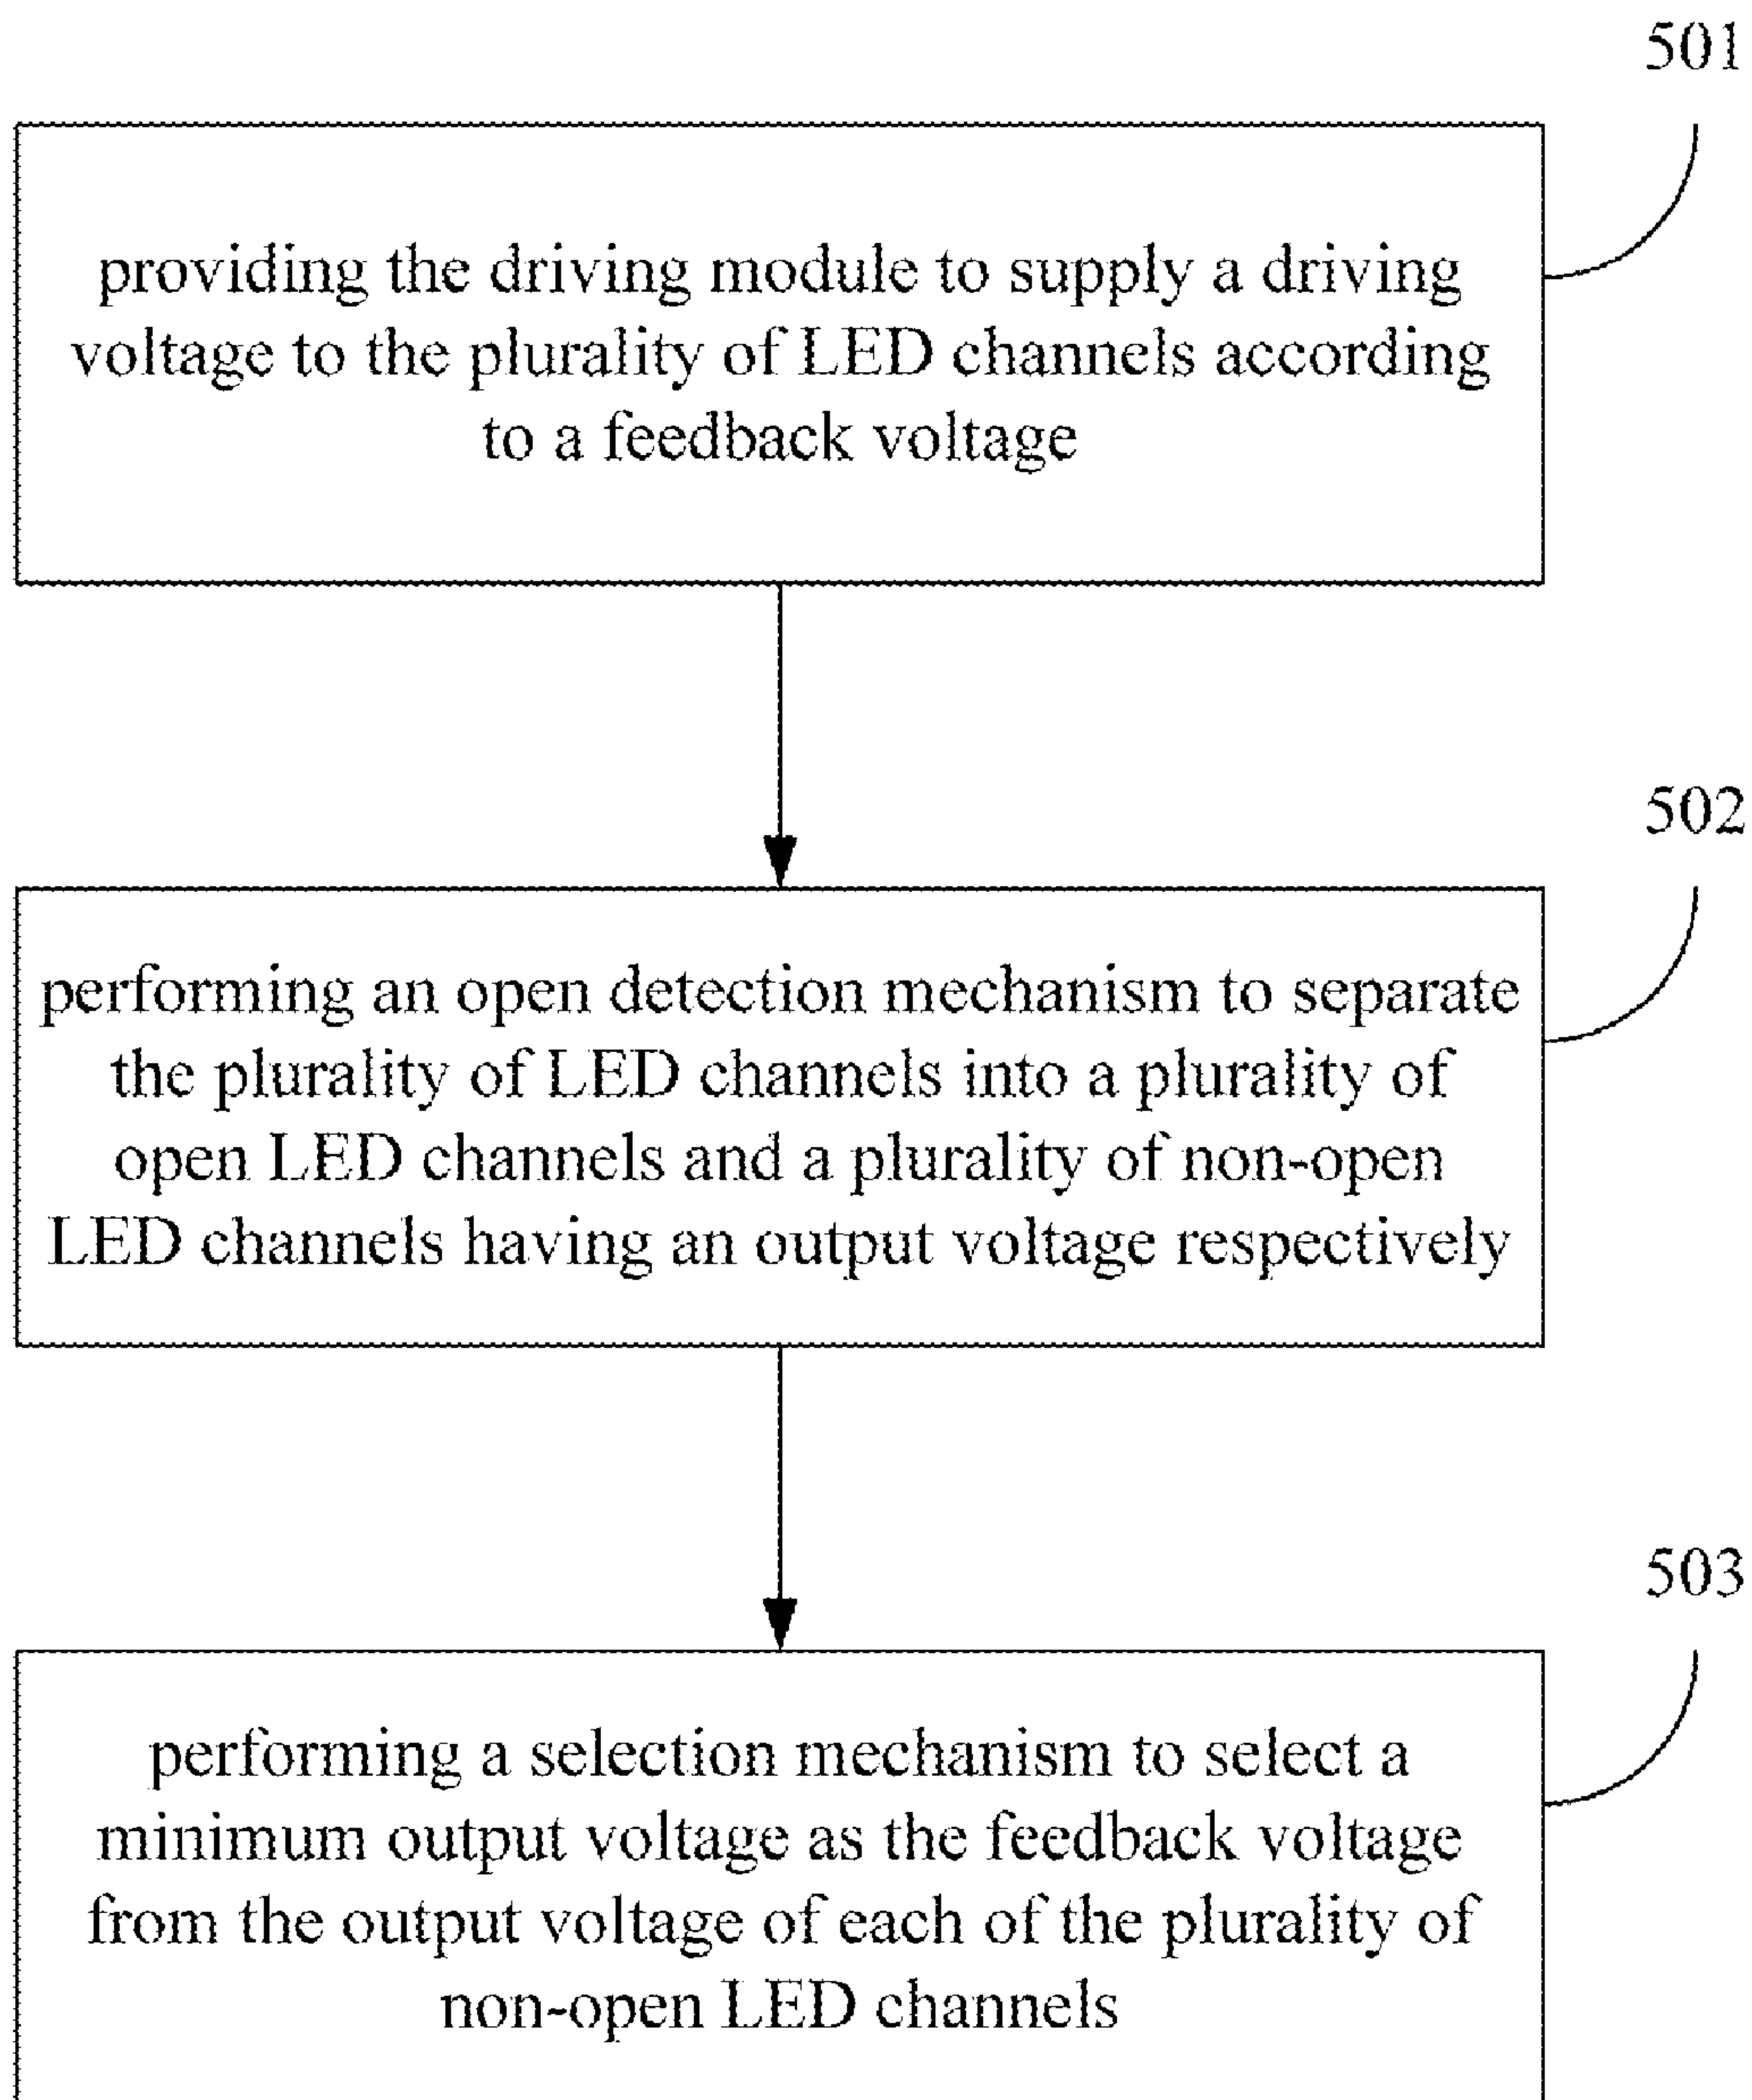 501
providing the driving module to supply a driving
voltage to the plurality of LED channels according
to a feedback voltage
502
performing an open detection mechanism to separate
the plurality of LED channels into a plurality of
open LED channels and a plurality of non-open
LED channels having an output voltage respectively
503
performing a selection mechanism to select a
minimum output voltage as the feedback voltage
from the output voltage of each of the plurality of
non-open LED channels